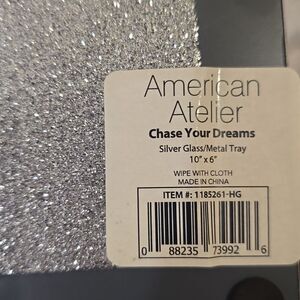 American
Atelier
Chase Your Dreams
Silver Glass/Metal Tray
10" x 6"
WIPE WITH CLOTH
MADE IN CHINA
ITEM #: 1185261-HG
0 88235 73992 6